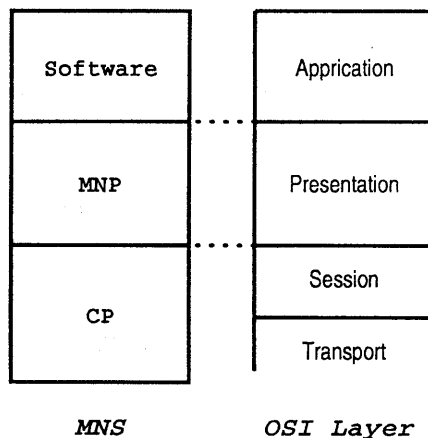 Software
Apprication
MNP
Presentation
Session
CP
Transport
MNS
OSI Layer